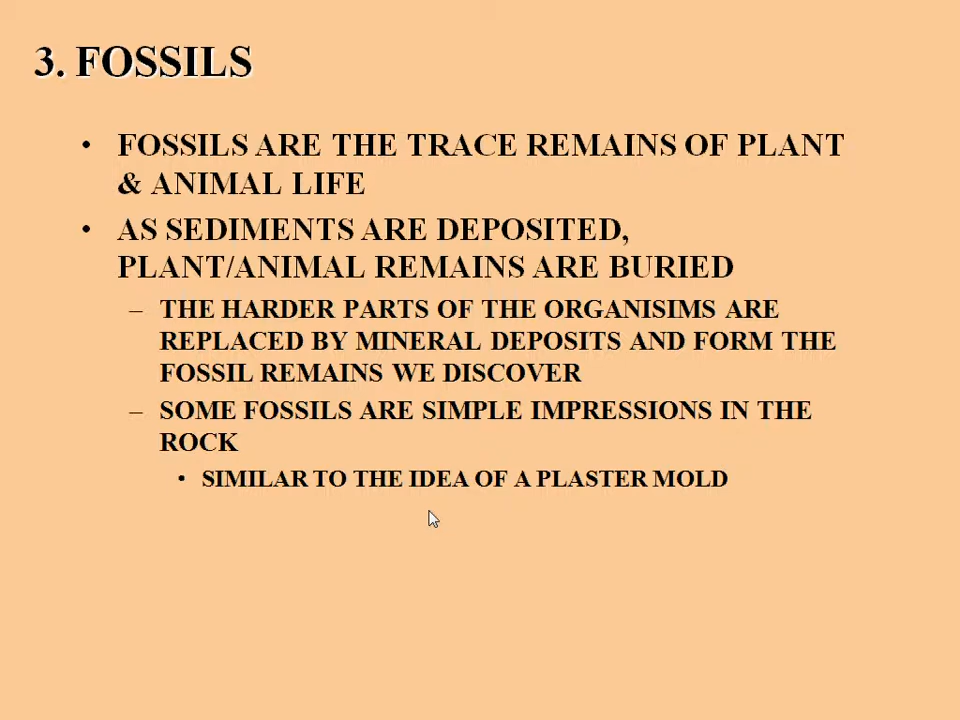 3. FOSSILS
• FOSSILS ARE THE TRACE REMAINS OF PLANT
& ANIMAL LIFE
• AS SEDIMENTS ARE DEPOSITED,
PLANT/ANIMAL REMAINS ARE BURIED
– THE HARDER PARTS OF THE ORGANISIMS ARE
REPLACED BY MINERAL DEPOSITS AND FORM THE
FOSSIL REMAINS WE DISCOVER
– SOME FOSSILS ARE SIMPLE IMPRESSIONS IN THE
ROCK
• SIMILAR TO THE IDEA OF A PLASTER MOLD